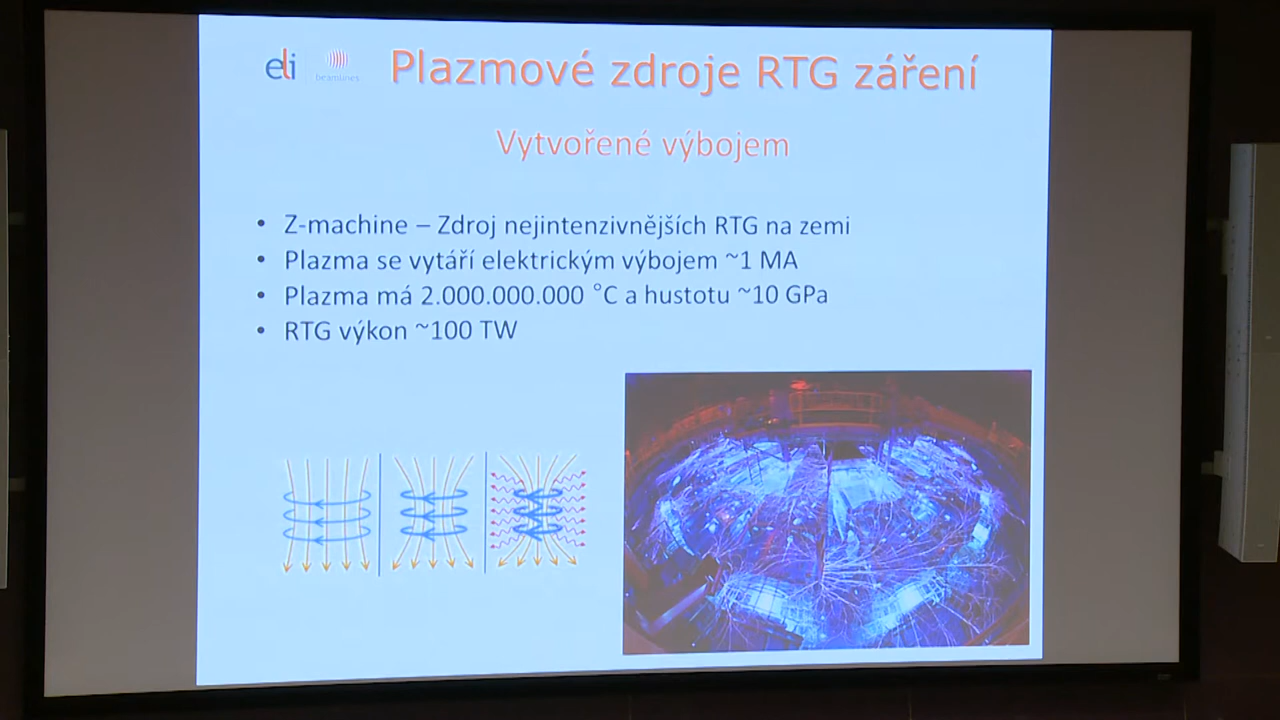 eli
beamlines
Plazmové zdroje RTG záření
Vytvořené výbojem
• Z-machine – Zdroj nejintenzivnějších RTG na zemi
• Plazma se vytáří elektrickým výbojem ~1 MA
• Plazma má 2.000.000.000 °C a hustotu ~10 GPa
• RTG výkon ~100 TW